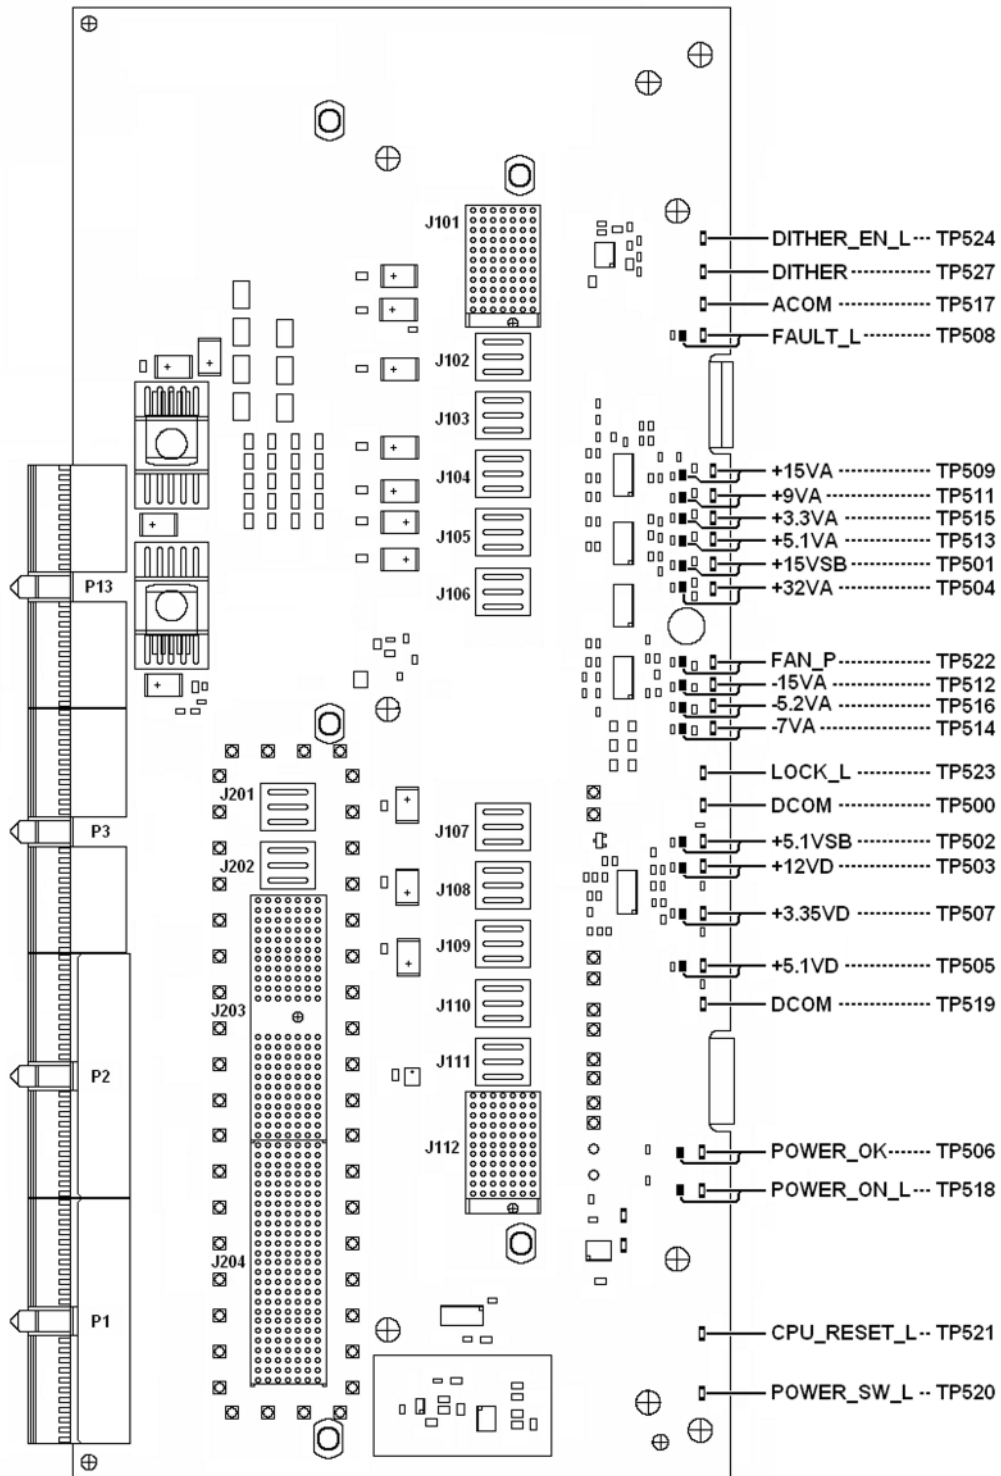 J101
J102
J103
J104
J105
J106
P13
J201
J202
J107
J108
J109
J110
J111
J112
P3
J203
P2
J204
P1
DITHER_EN_L--- TP524
DITHER ------------ TP527
ACOM -------------- TP517
FAULT_L----------- TP508
+15VA -------------- TP509
+9VA ---------------- TP511
+3.3VA ------------- TP515
+5.1VA ------------- TP513
+15VSB ------------ TP501
+32VA -------------- TP504
FAN_P-------------- TP522
-15VA --------------- TP512
-5.2VA -------------- TP516
-7VA ----------------- TP514
LOCK_L ----------- TP523
DCOM -------------- TP500
+5.1VSB ----------- TP502
+12VD -------------- TP503
+3.35VD ----------- TP507
+5.1VD ------------- TP505
DCOM -------------- TP519
POWER_OK------ TP506
POWER_ON_L--- TP518
CPU_RESET_L-- TP521
POWER_SW_L -- TP520